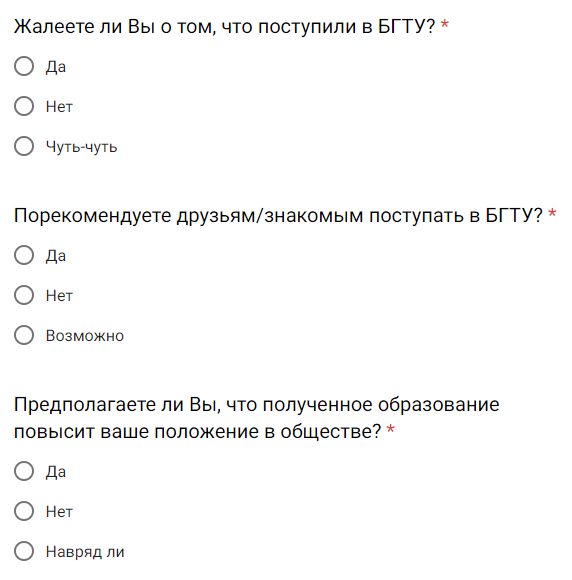 Жалеете ли Вы о том, что поступили в БГТУ? *
Да
Нет
Чуть-чуть
Порекомендуете друзьям/знакомым поступать в БГТУ? *
Да
Нет
Возможно
Предполагаете ли Вы, что полученное образование
повысит ваше положение в обществе? *
Да
Нет
Навряд ли